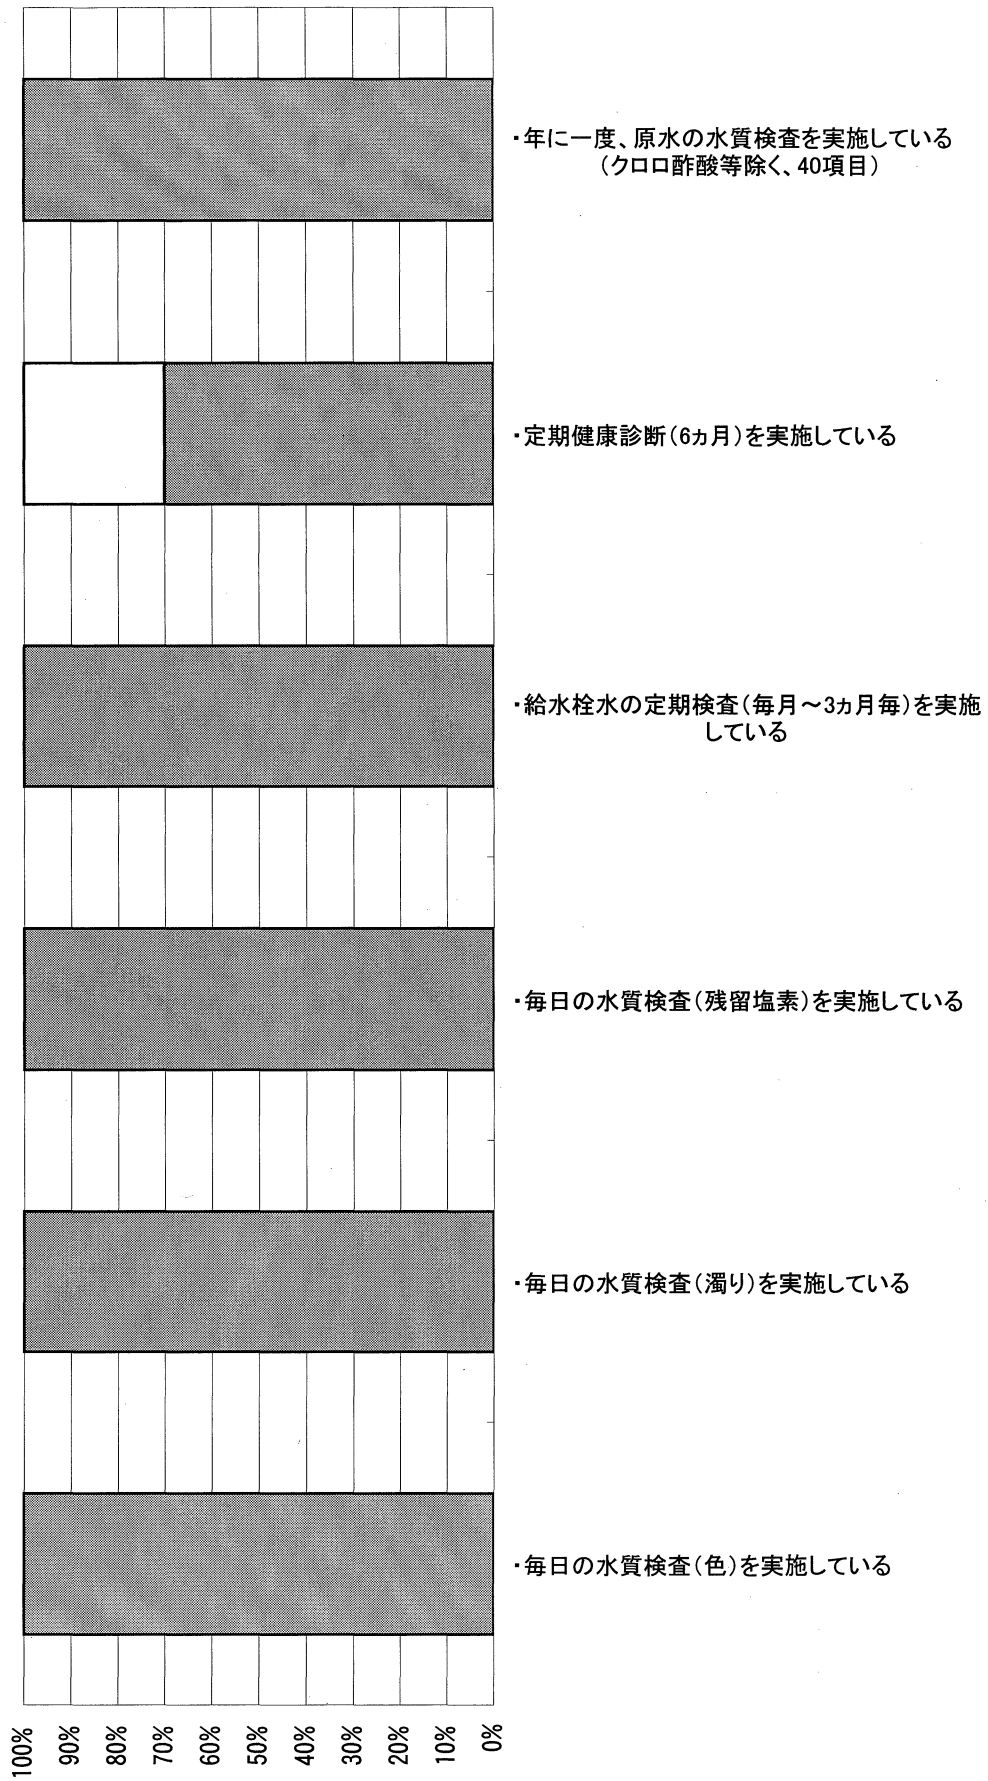 ・年に一度、原水の水質検査を実施している
（クロロ酢酸等除く、40項目）
・定期健康診断（6ヵ月）を実施している
・給水栓水の定期検査（毎月～3ヵ月毎）を実施
している
・毎日の水質検査（残留塩素）を実施している
・毎日の水質検査（濁り）を実施している
・毎日の水質検査（色）を実施している
100%
90%
80%
70%
60%
50%
40%
30%
20%
10%
0%